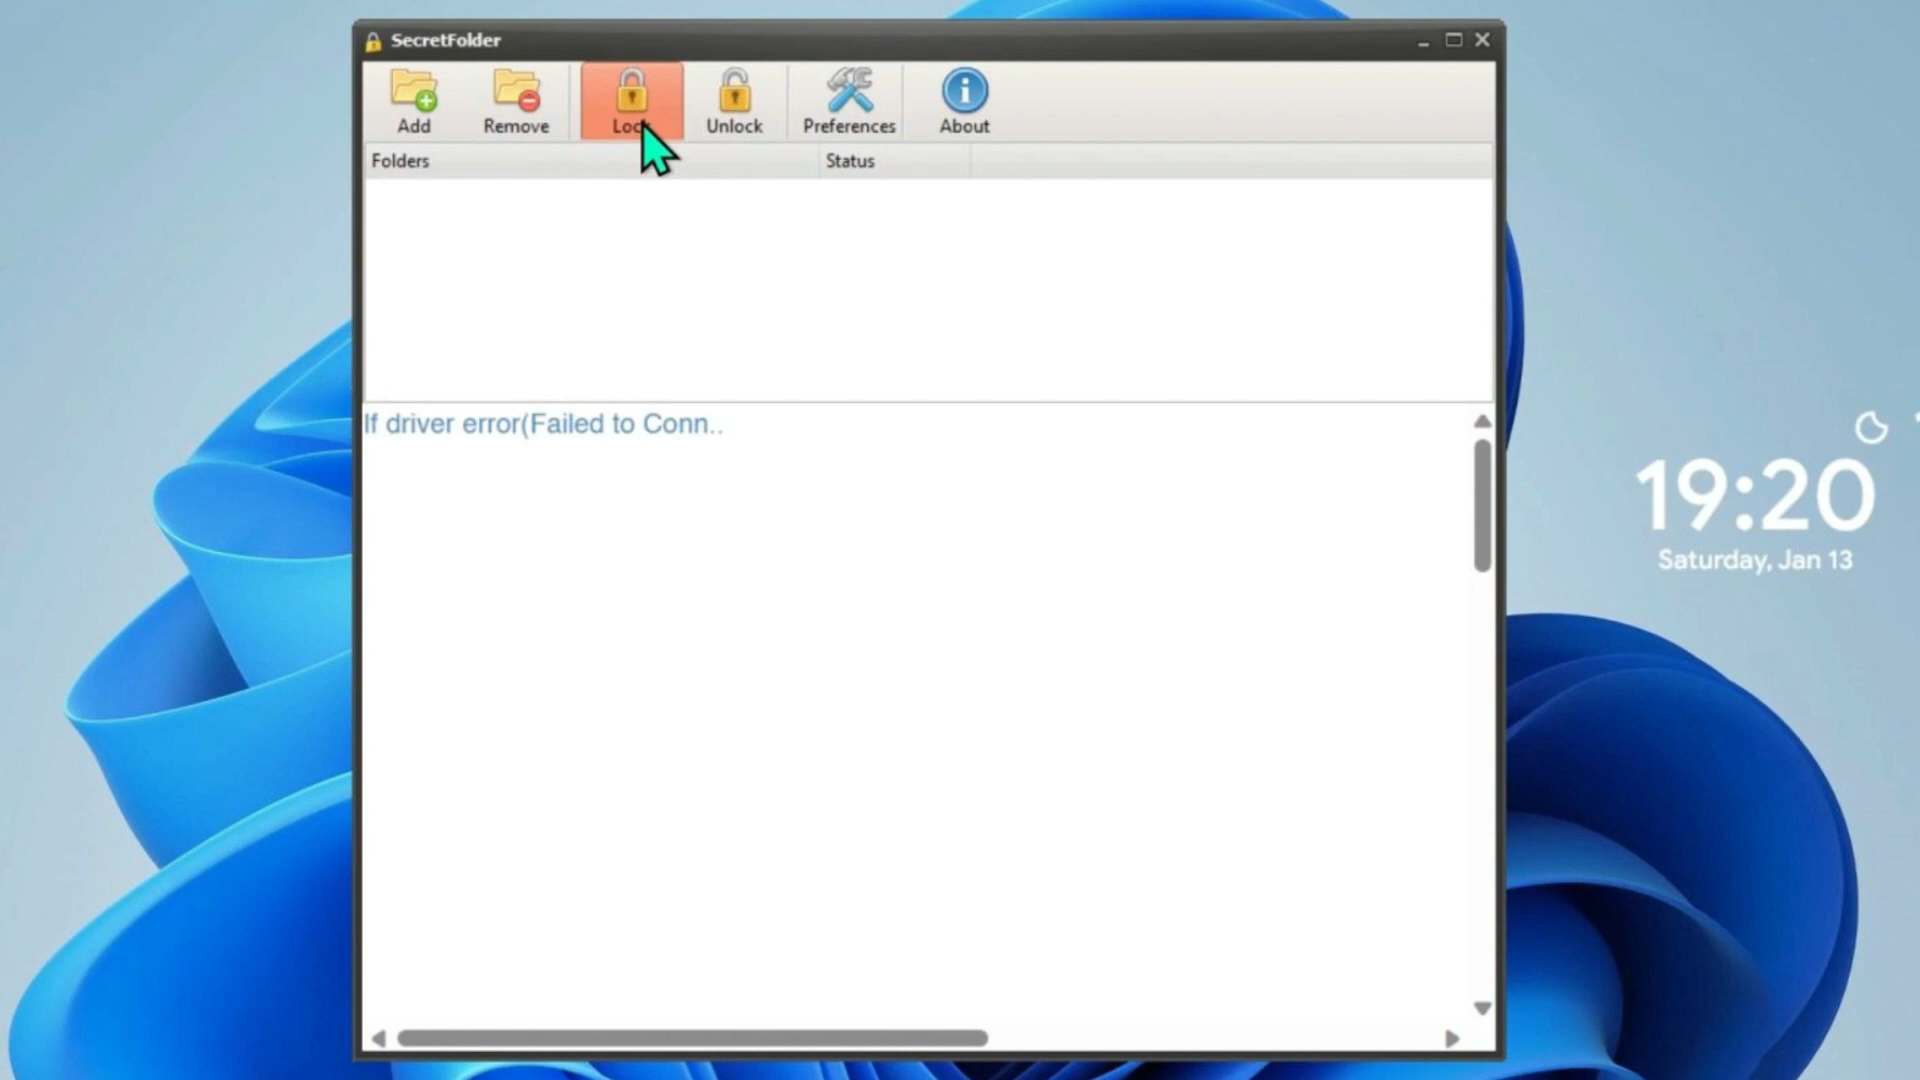 SecretFolder
Add
Remove
Lock
Unlock
Preferences
About
Folders
Status
If driver error(Failed to Conn..
19:20
Saturday, Jan 13